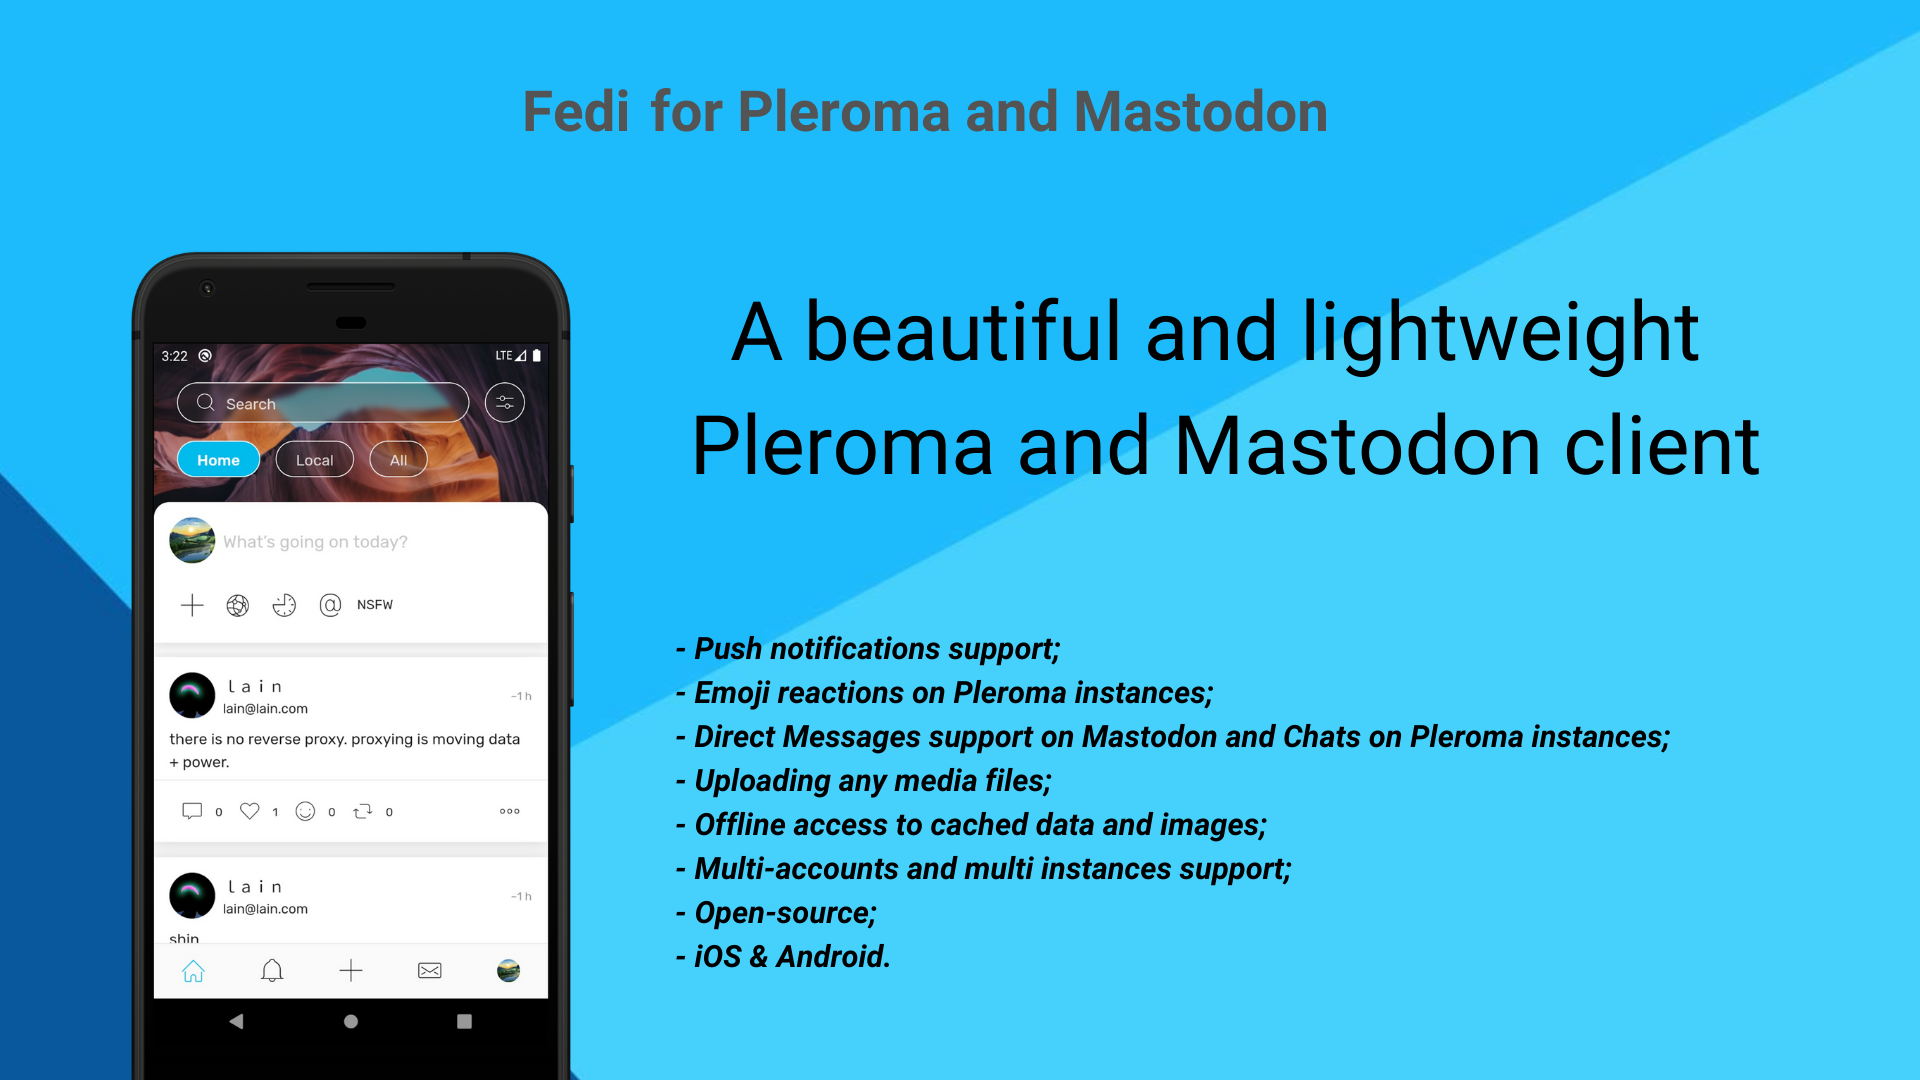 Fedi for Pleroma and Mastodon
A beautiful and lightweight
Pleroma and Mastodon client
- Push notifications support;
- Emoji reactions on Pleroma instances;
- Direct Messages support on Mastodon and Chats on Pleroma instances;
- Uploading any media files;
- Offline access to cached data and images;
- Multi-accounts and multi instances support;
- Open-source;
- iOS & Android.
3:22 LTE
Search
Home Local All
What's going on today?
NSFW
l a i n
~1 h
lain@lain.com
there is no reverse proxy. proxying is moving data
+ power.
0 1 0 0
l a i n
~1 h
lain@lain.com
shin